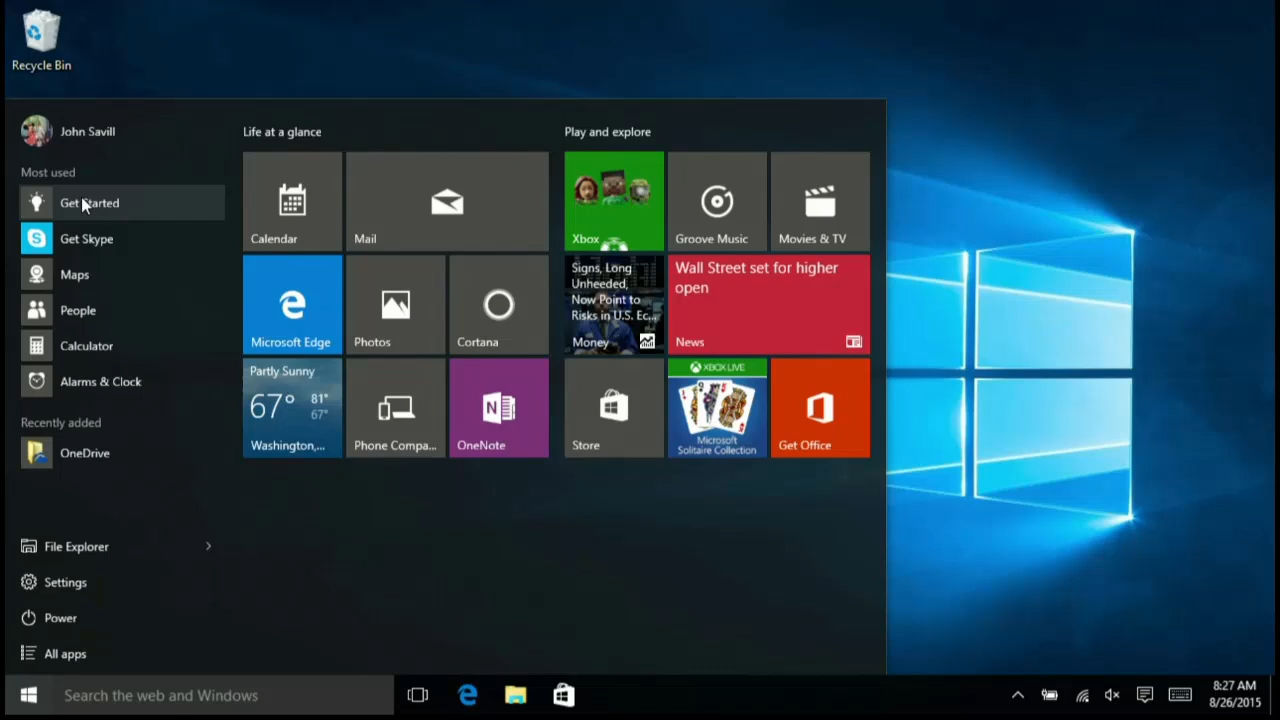 Recycle Bin
John Savill
Most used
Get Started
Get Skype
Maps
People
Calculator
Alarms & Clock
Recently added
OneDrive
File Explorer
Settings
Power
All apps
Life at a glance
Calendar
Mail
Microsoft Edge
Photos
Cortana
Partly Sunny
67° 81°
67°
Washington,...
Phone Compa...
OneNote
Play and explore
Xbox
Groove Music
Movies & TV
Signs, Long
Unheeded,
Now Point to
Risks in U.S. Ec...
Money
Wall Street set for higher
open
News
Store
XBOX LIVE
Microsoft
Solitaire Collection
Get Office
Search the web and Windows
8:27 AM
8/26/2015